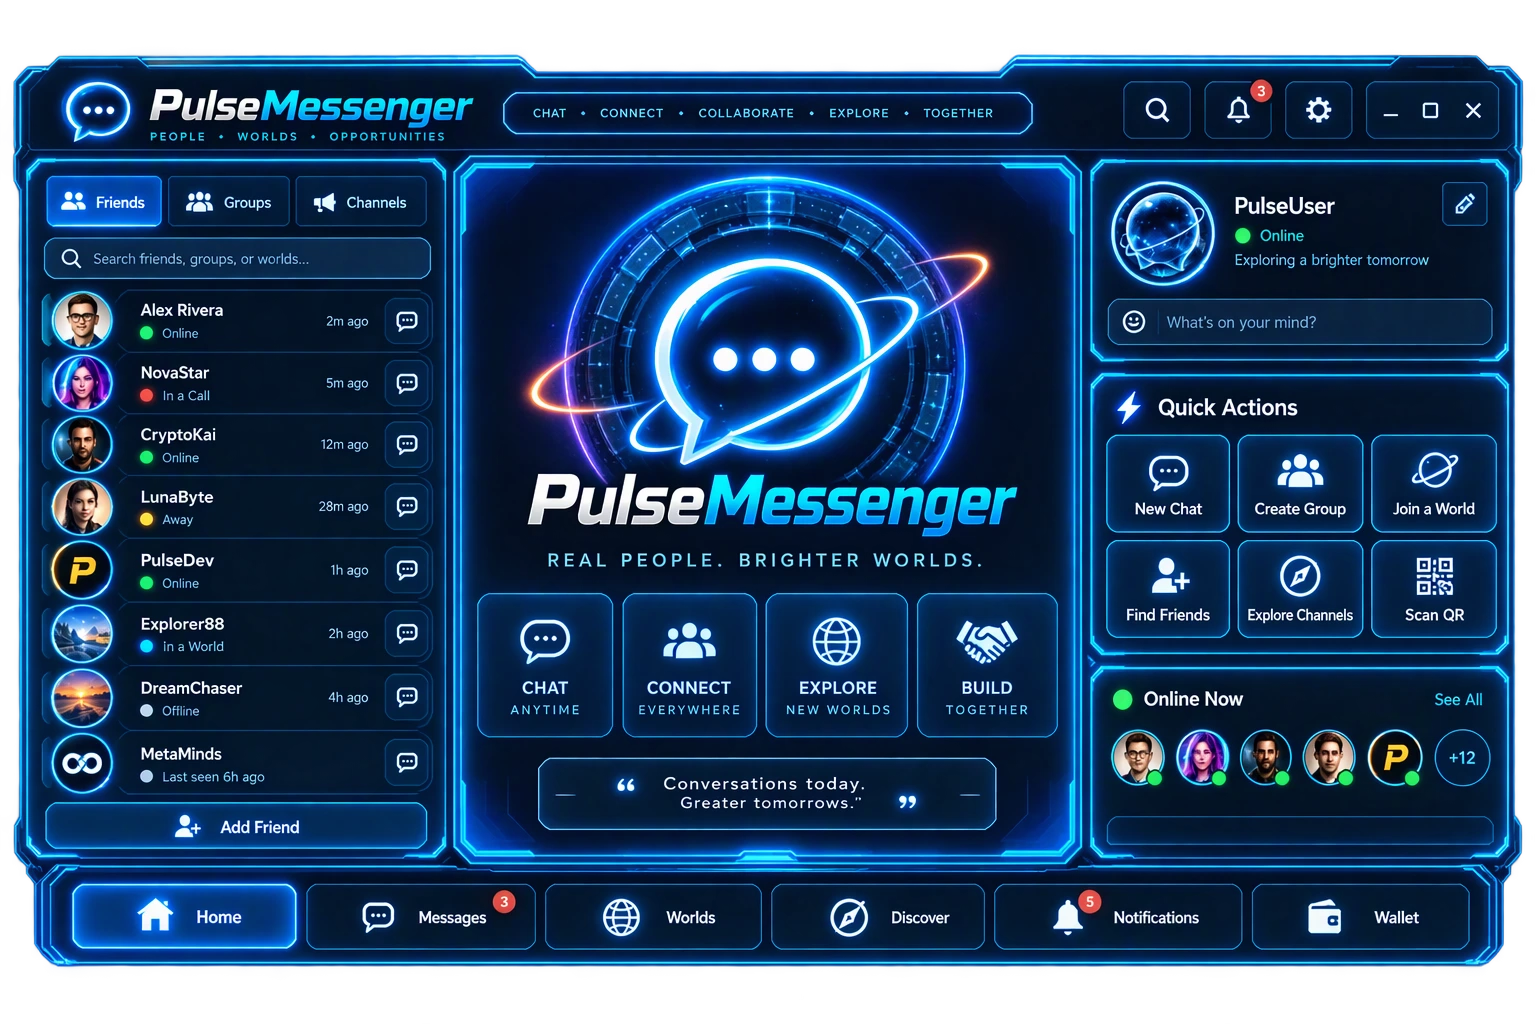 PulseMessenger
PEOPLE • WORLDS • OPPORTUNITIES
CHAT • CONNECT • COLLABORATE • EXPLORE • TOGETHER
3
Friends
Groups
Channels
Search friends, groups, or worlds...
Alex Rivera
Online
2m ago
NovaStar
In a Call
5m ago
CryptoKai
Online
12m ago
LunaByte
Away
28m ago
P
PulseDev
Online
1h ago
Explorer88
in a World
2h ago
DreamChaser
Offline
4h ago
MetaMinds
Last seen 6h ago
Add Friend
PulseMessenger
REAL PEOPLE. BRIGHTER WORLDS.
CHAT
ANYTIME
CONNECT
EVERYWHERE
EXPLORE
NEW WORLDS
BUILD
TOGETHER
“ Conversations today.
Greater tomorrows.” ”
PulseUser
Online
Exploring a brighter tomorrow
What's on your mind?
Quick Actions
New Chat
Create Group
Join a World
Find Friends
Explore Channels
Scan QR
Online Now
See All
P
+12
Home
Messages
3
Worlds
Discover
5
Notifications
Wallet